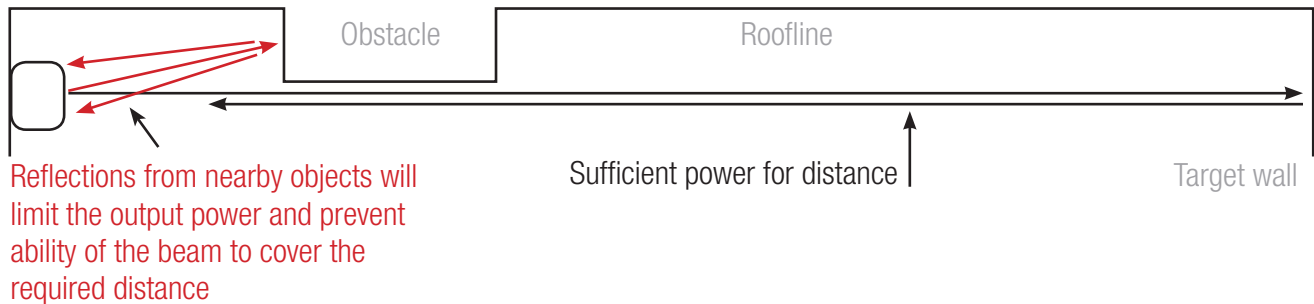 Obstacle
Roofline
Reflections from nearby objects will
limit the output power and prevent
ability of the beam to cover the
required distance
Sufficient power for distance
Target wall